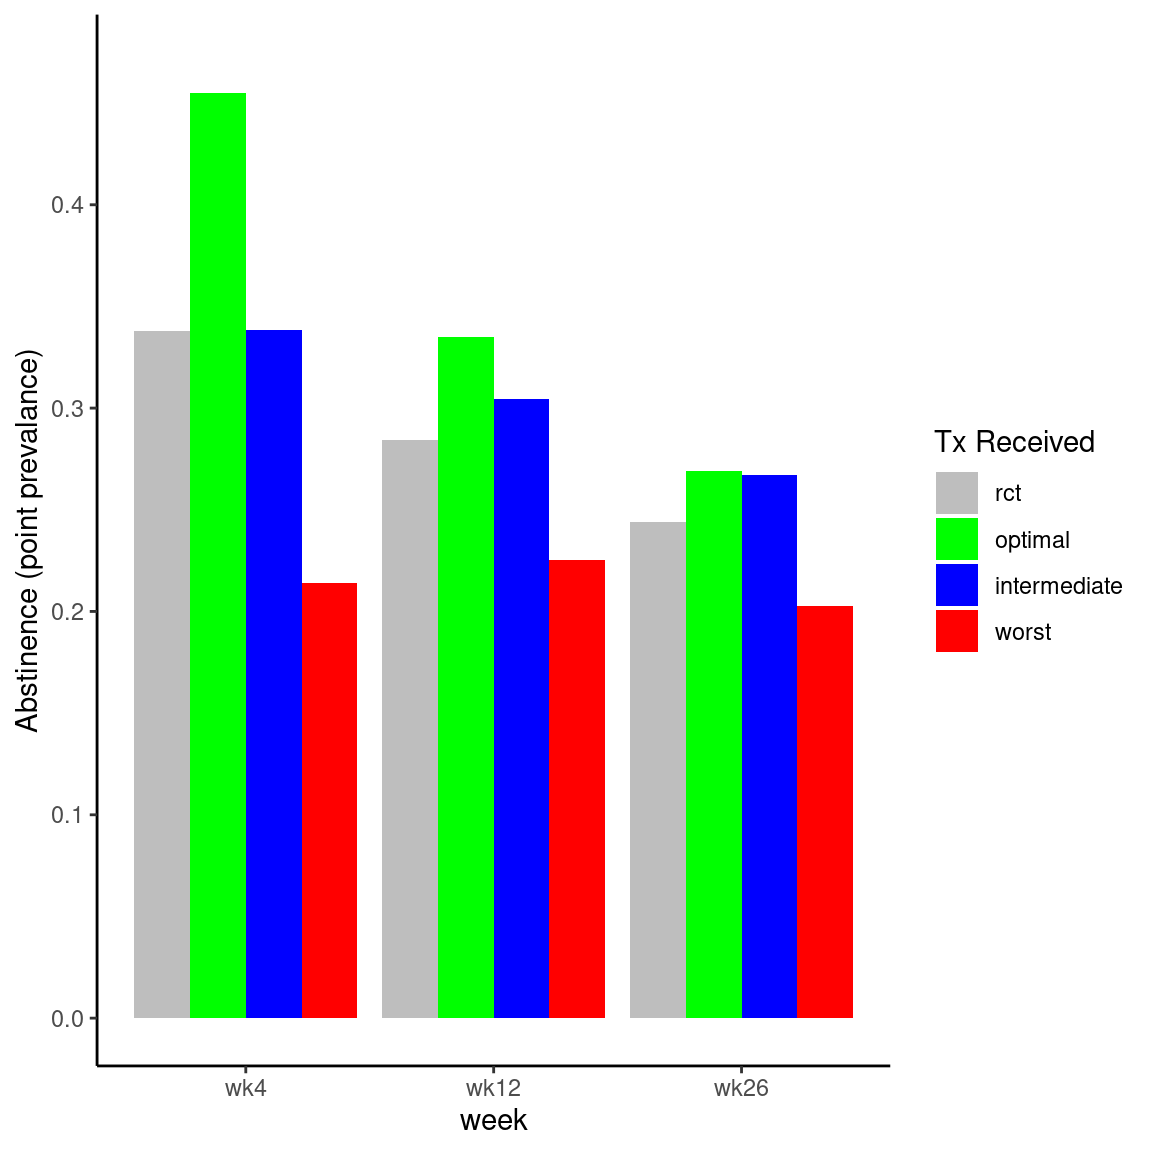 Abstinence (point prevalance)
0.4
0.3
0.2
0.1
0.0
wk4
wk12
wk26
week
Tx Received
rct
optimal
intermediate
worst